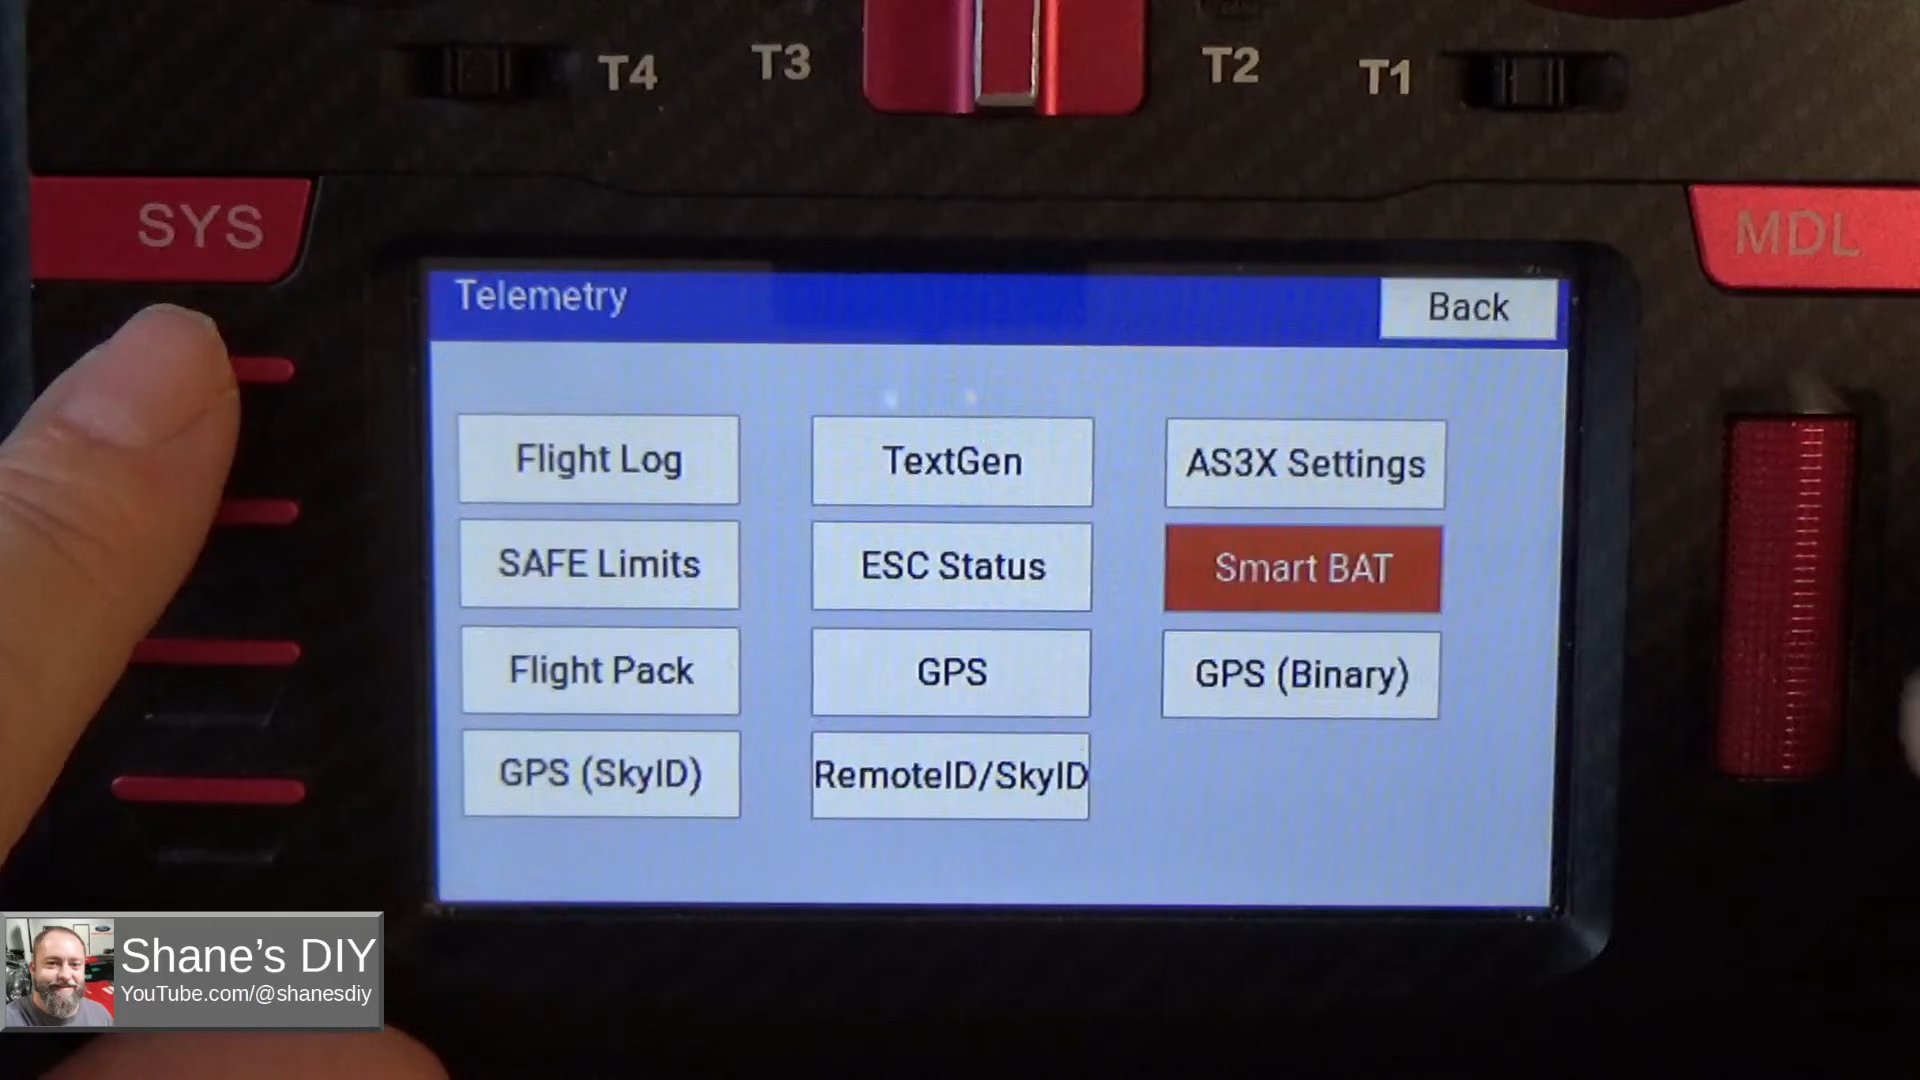 T4
T3
T2
T1
SYS
MDL
Telemetry
Back
Flight Log
TextGen
AS3X Settings
SAFE Limits
ESC Status
Smart BAT
Flight Pack
GPS
GPS (Binary)
GPS (SkyID)
RemoteID/SkyID
Shane’s DIY
YouTube.com/@shanesdiy